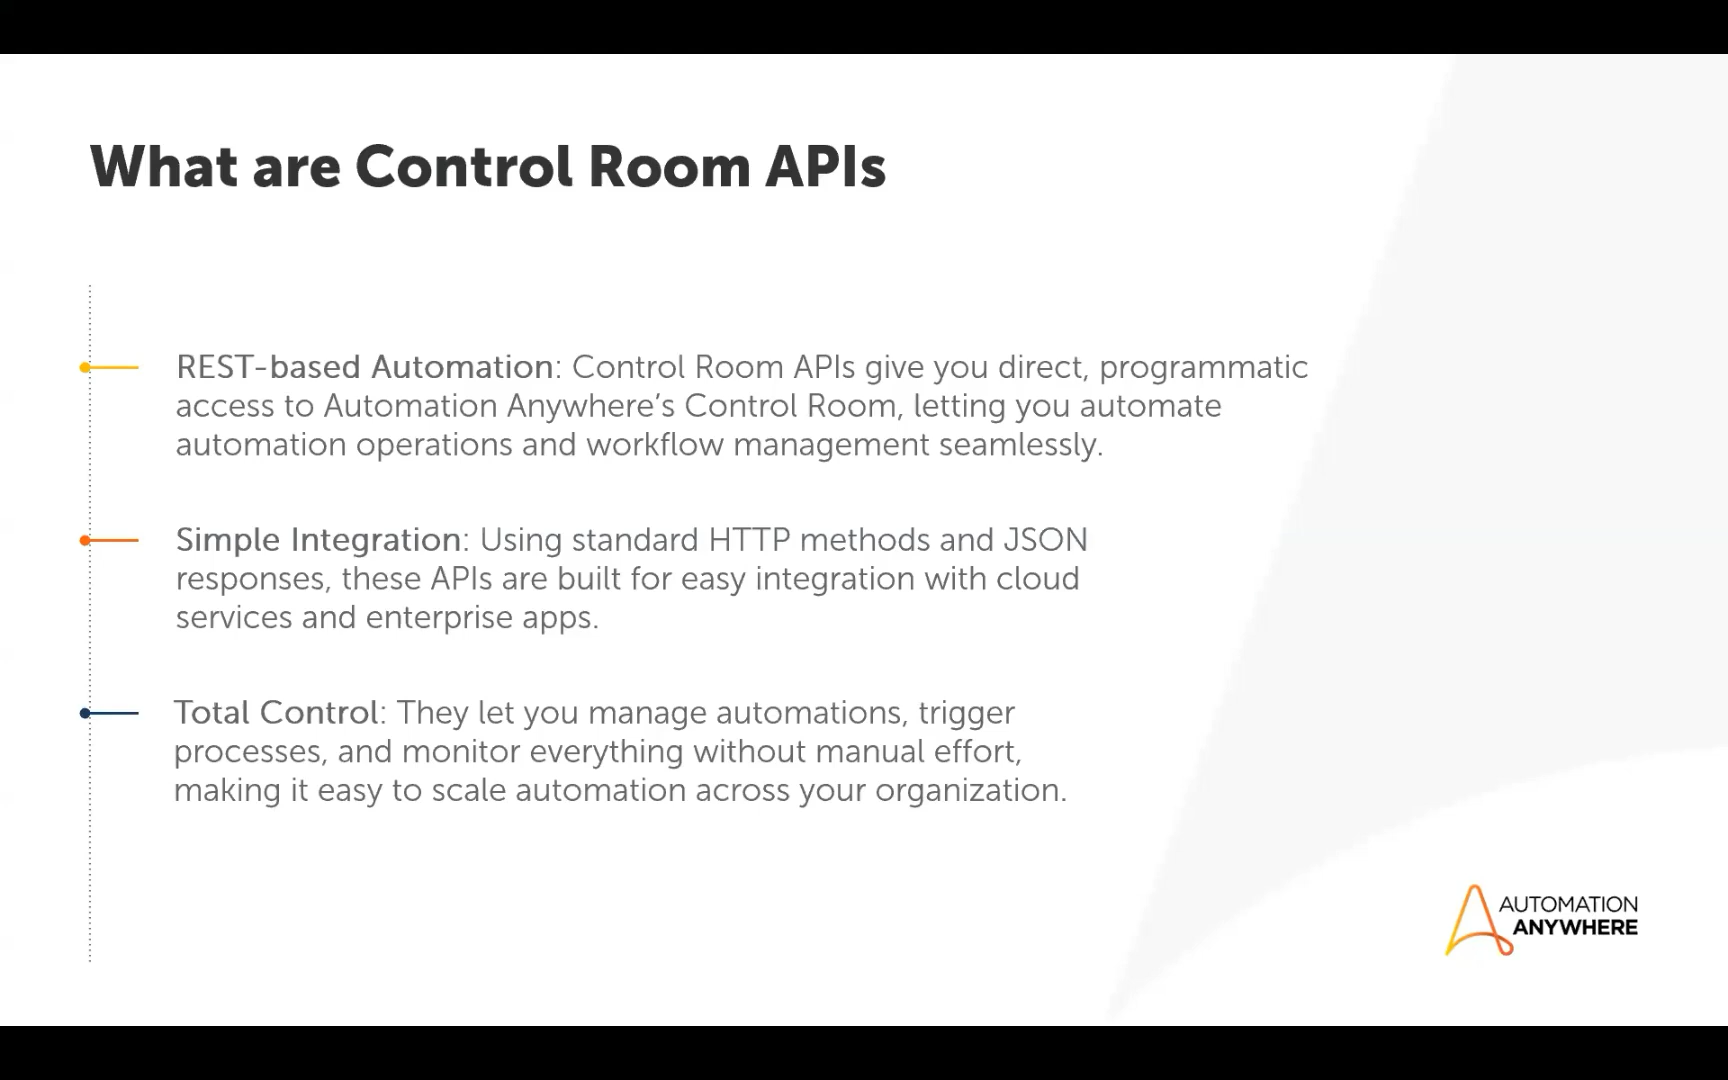 What are Control Room APIs
REST-based Automation: Control Room APIs give you direct, programmatic
access to Automation Anywhere’s Control Room, letting you automate
automation operations and workflow management seamlessly.
Simple Integration: Using standard HTTP methods and JSON
responses, these APIs are built for easy integration with cloud
services and enterprise apps.
Total Control: They let you manage automations, trigger
processes, and monitor everything without manual effort,
making it easy to scale automation across your organization.
AUTOMATION
ANYWHERE